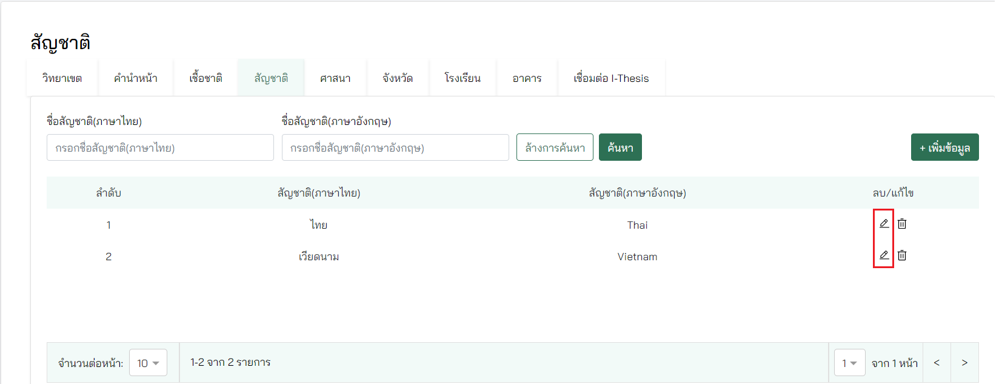 สัญชาติ
วิทยาเขต คำนำหน้า เชื้อชาติ สัญชาติ ศาสนา จังหวัด โรงเรียน อาคาร เชื่อมต่อ I-Thesis
ชื่อสัญชาติ(ภาษาไทย) ชื่อสัญชาติ(ภาษาอังกฤษ)
กรอกชื่อสัญชาติ(ภาษาไทย) กรอกชื่อสัญชาติ(ภาษาอังกฤษ) ล้างการค้นหา ค้นหา + เพิ่มข้อมูล
ลำดับ สัญชาติ(ภาษาไทย) สัญชาติ(ภาษาอังกฤษ) ลบ/แก้ไข
1 ไทย Thai
2 เวียดนาม Vietnam
จำนวนต่อหน้า: 10 1-2 จาก 2 รายการ 1 จาก 1 หน้า < >